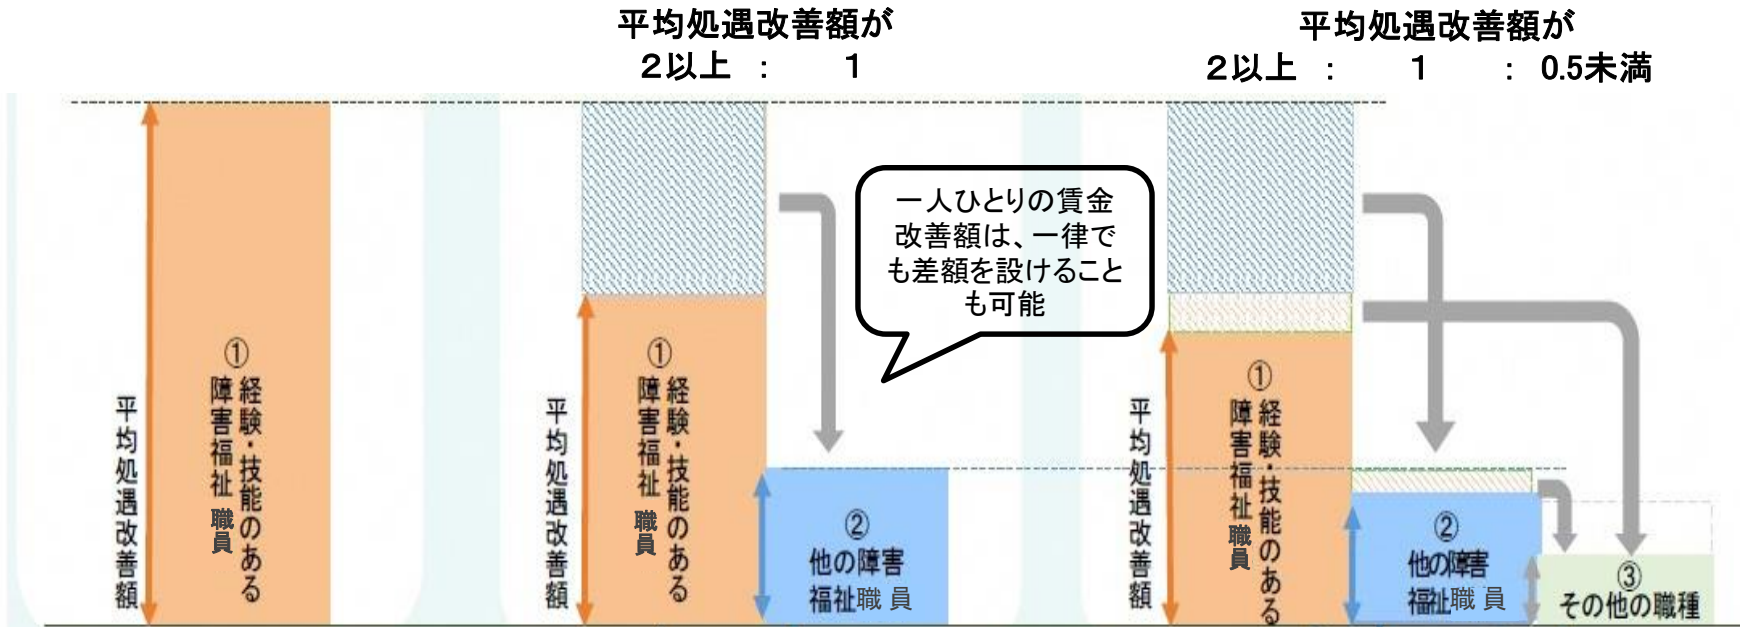 平均処遇改善額が
2以上 : 1
平均処遇改善額が
2以上 : 1 : 0.5未満
一人ひとりの賃金
改善額は、一律で
も差額を設けること
も可能
平均処遇改善額
①
経験・技能のある
障害福祉職員
平均処遇改善額
①
経験・技能のある
障害福祉職員
②
他の障害
福祉職員
平均処遇改善額
①
経験・技能のある
障害福祉職員
②
他の障害
福祉職員
③
その他の職種